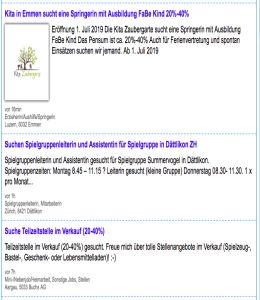 Kita in Emmen sucht eine Springerin mit Ausbildung FaBe Kind 20%-40%
Eröffnung 1. Juli 2019 Die Kita Zaubergarte sucht eine Springerin mit Ausbildung
FaBe Kind Das Pensum ist ca. 20%-40% Auch für Ferienvertretung und spontan
Einsätzen suchen wir jemand. Ab 1. Juli 2019
Kita Zaubergarte
vor 16min
Erzieherin/Aushilfe/Springerin
Luzern, 6032 Emmen
Suchen Spielgruppenleiterin und Assistentin für Spielgruppe in Dättlikon ZH
Spielgruppenleiterin und Assistentin gesucht für Spielgruppe Summervogel in Dättlikon.
Spielgruppenzeiten: Montag 8.45 – 11.15 ? Leiterin gesucht (kleine Gruppe) Donnerstag 08.30- 11.30. 1 x
pro Monat...
vor 1h
Spielgruppenleiterin, Mitarbeiterin
Zürich, 8421 Dättlikon
Suche Teilzeitstelle im Verkauf (20-40%)
Teilzeitstelle im Verkauf (20-40%) gesucht. Freue mich über tolle Stellenangebote im Verkauf (Spielzeug-,
Bastel-, Geschenk- oder Lebensmittelladen)! :-)
vor 7h
Mini-/Nebenjob/Heimarbeit, Sonstige Jobs, Stellen
Aargau, 5033 Buchs AG